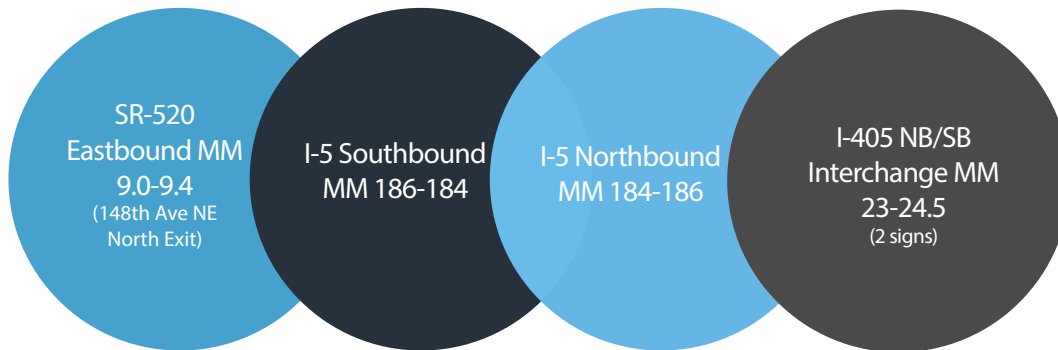 SR-520
Eastbound MM
9.0-9.4
(148th Ave NE
North Exit)
I-5 Southbound
MM 186-184
I-5 Northbound
MM 184-186
I-405 NB/SB
Interchange MM
23-24.5
(2 signs)